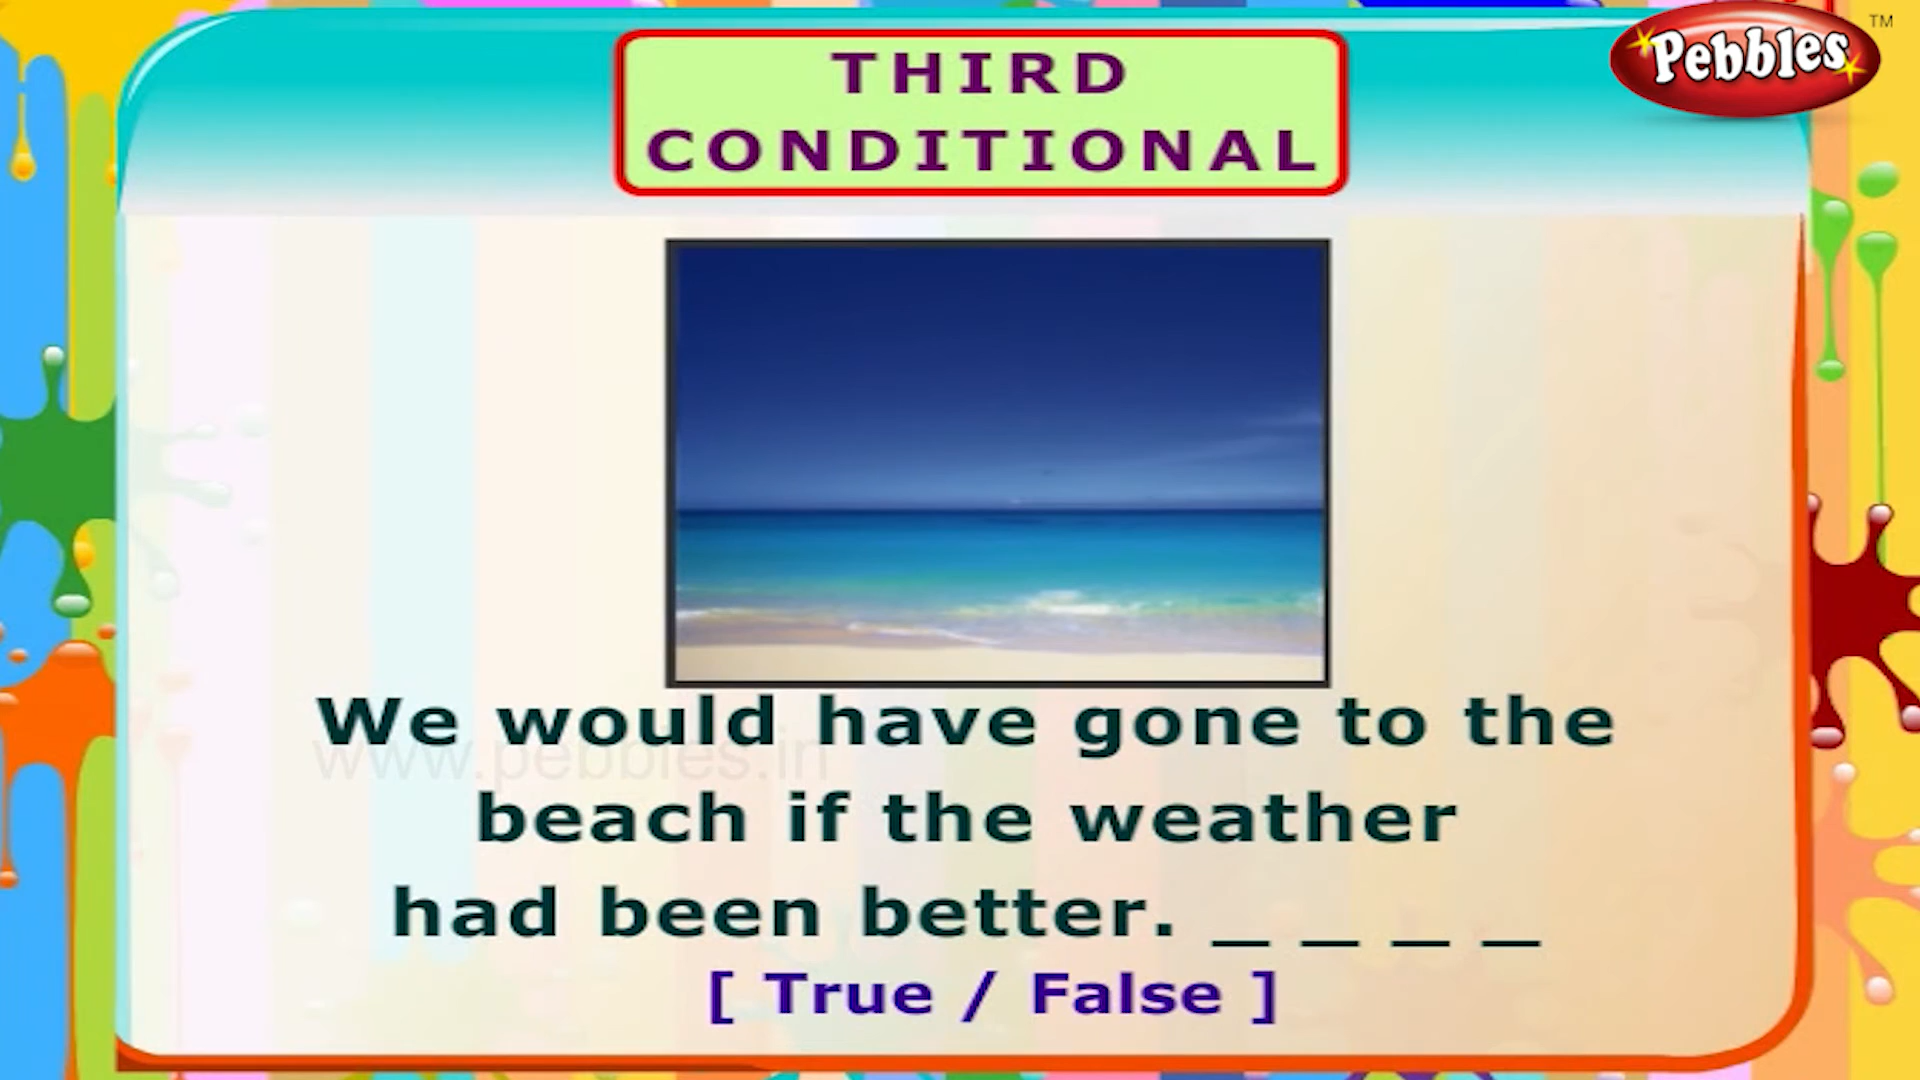 Pebbles TM
THIRD
CONDITIONAL
We would have gone to the
www.pebbles.in
beach if the weather
had been better. _ _ _ _
[ True / False ]